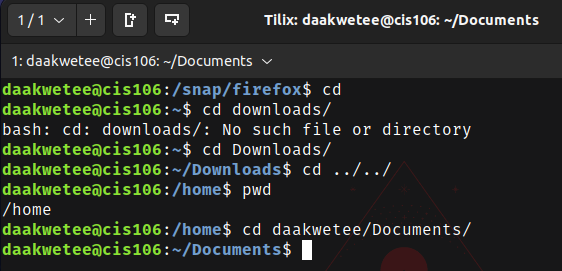 1 / 1
Tilix: daakwetee@cis106: ~/Documents
1: daakwetee@cis106: ~/Documents
daakwetee@cis106:/snap/firefox$ cd
daakwetee@cis106:~$ cd downloads/
bash: cd: downloads/: No such file or directory
daakwetee@cis106:~$ cd Downloads/
daakwetee@cis106:~/Downloads$ cd ../../
daakwetee@cis106:/home$ pwd
/home
daakwetee@cis106:/home$ cd daakwetee/Documents/
daakwetee@cis106:~/Documents$